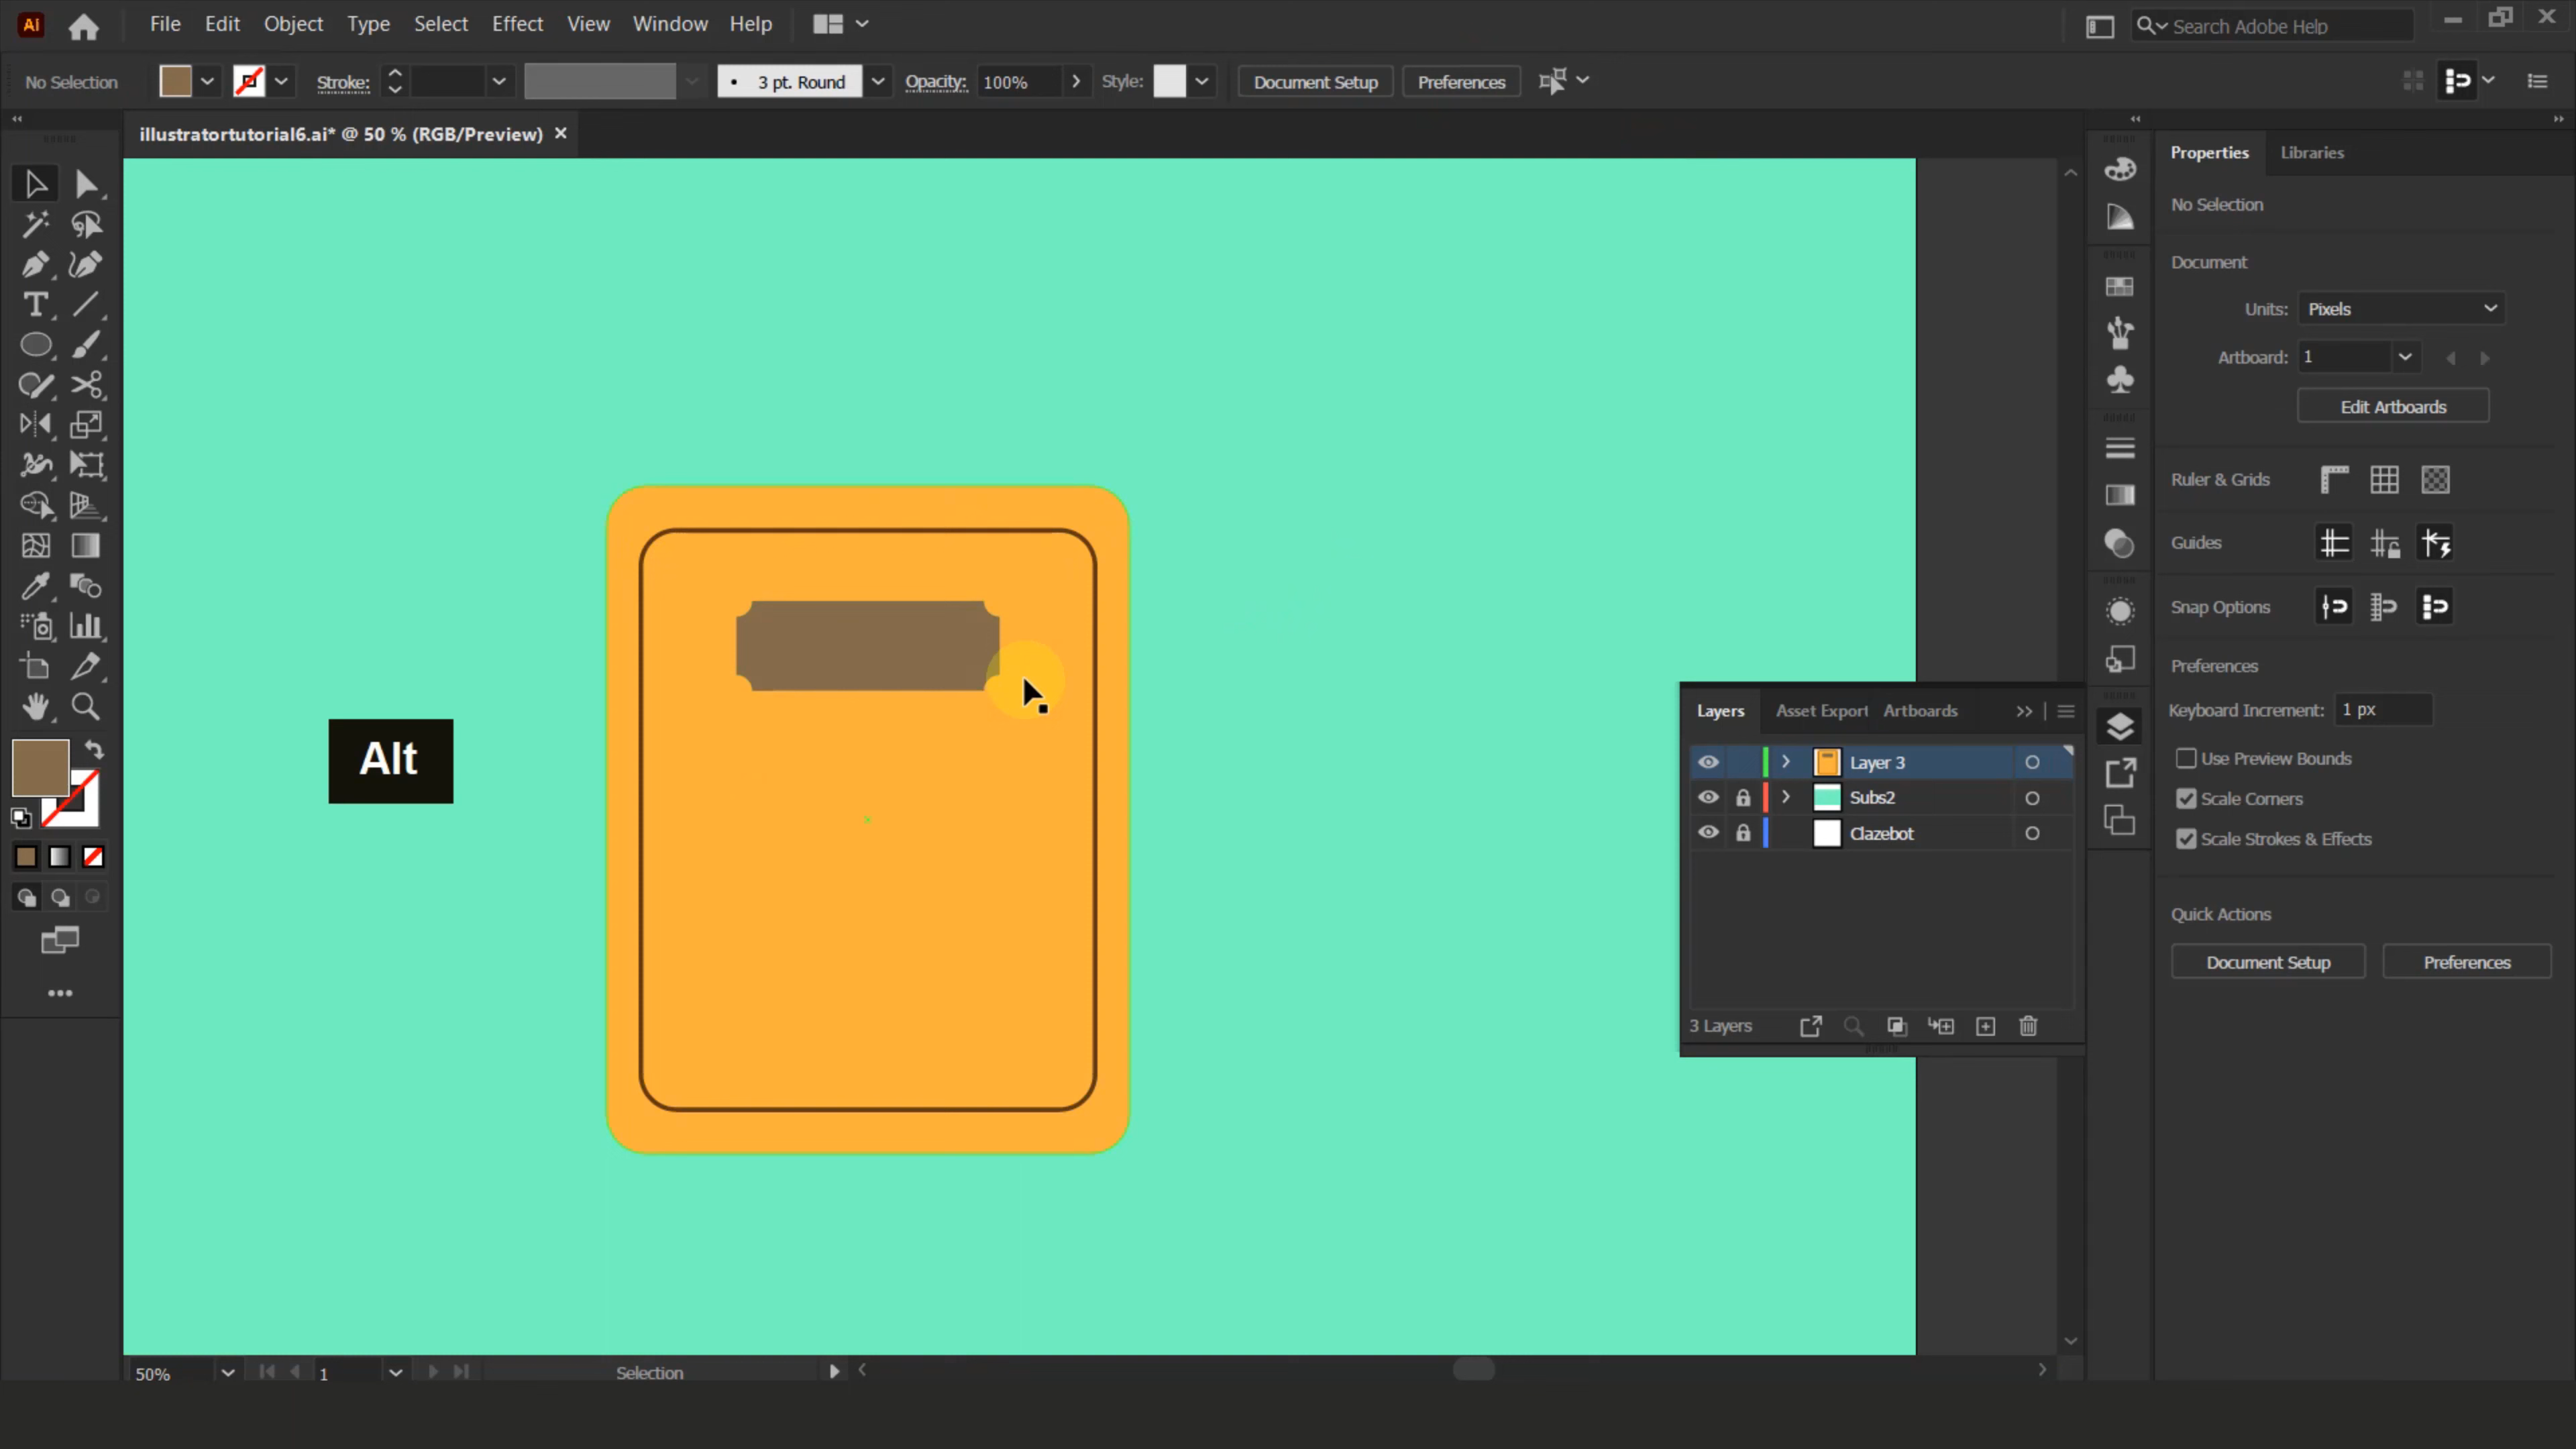 Ai File Edit Object Type Select Effect View Window Help Search Adobe Help
No Selection Stroke: 3 pt. Round Opacity: 100% Style: Document Setup Preferences
illustratortutorial6.ai* @ 50 % (RGB/Preview)
Properties Libraries
No Selection
Document
Units: Pixels
Artboard: 1
Edit Artboards
Ruler & Grids
Guides
Snap Options
Preferences
Keyboard Increment: 1 px
Use Preview Bounds
Scale Corners
Scale Strokes & Effects
Quick Actions
Document Setup Preferences
Alt
Layers Asset Export Artboards
Layer 3
Subs2
Clazebot
3 Layers
50% 1 Selection